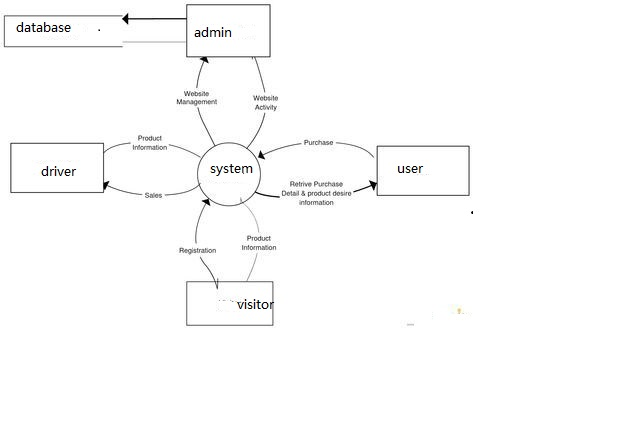 database
admin
Website
Management
Website
Activity
Product
Information
Purchase
driver
system
user
Sales
Retrive Purchase
Detail & product desire
information
Registration
Product
Information
visitor